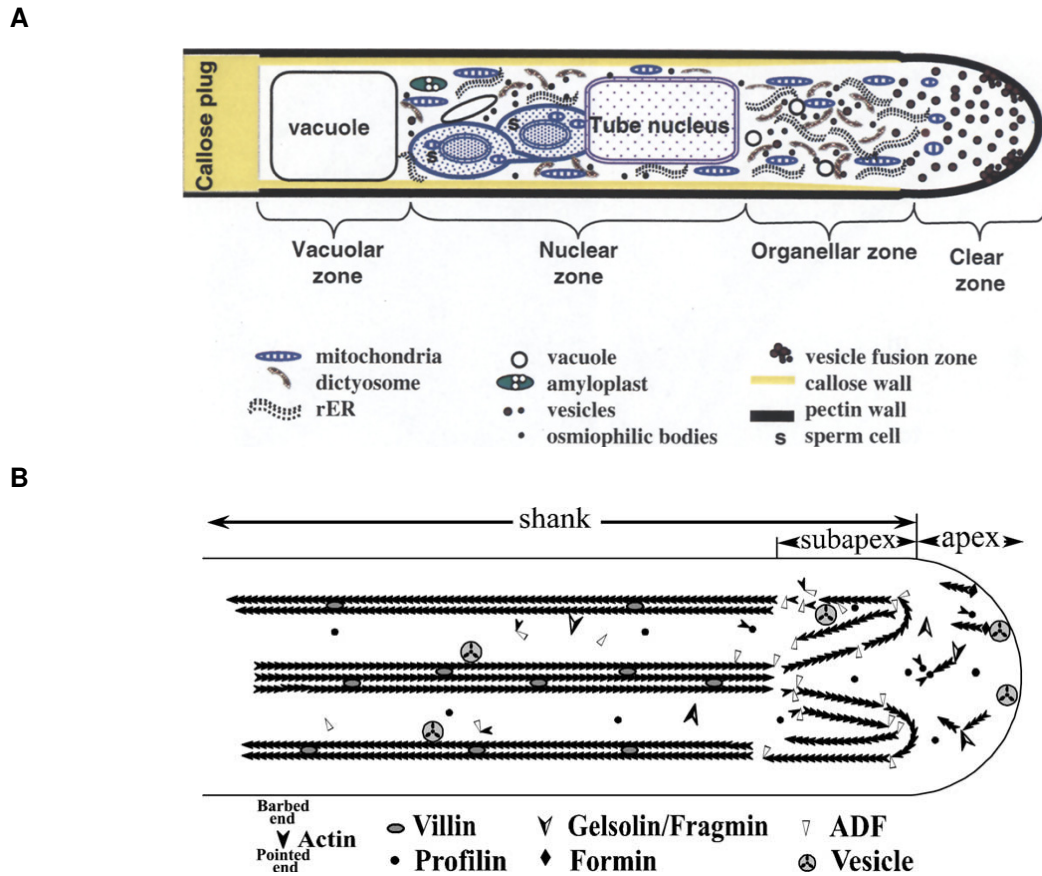 A
Callose plug
vacuole
s
s
Tube nucleus
Vacuolar
zone
Nuclear
zone
Organellar zone
Clear
zone
mitochondria
dictyosome
rER
vacuole
amyloplast
vesicles
osmiophilic bodies
vesicle fusion zone
callose wall
pectin wall
s sperm cell
B
shank
subapex
apex
Barbed
end
Actin
Pointed
end
Villin
Profilin
Gelsolin/Fragmin
Formin
ADF
Vesicle